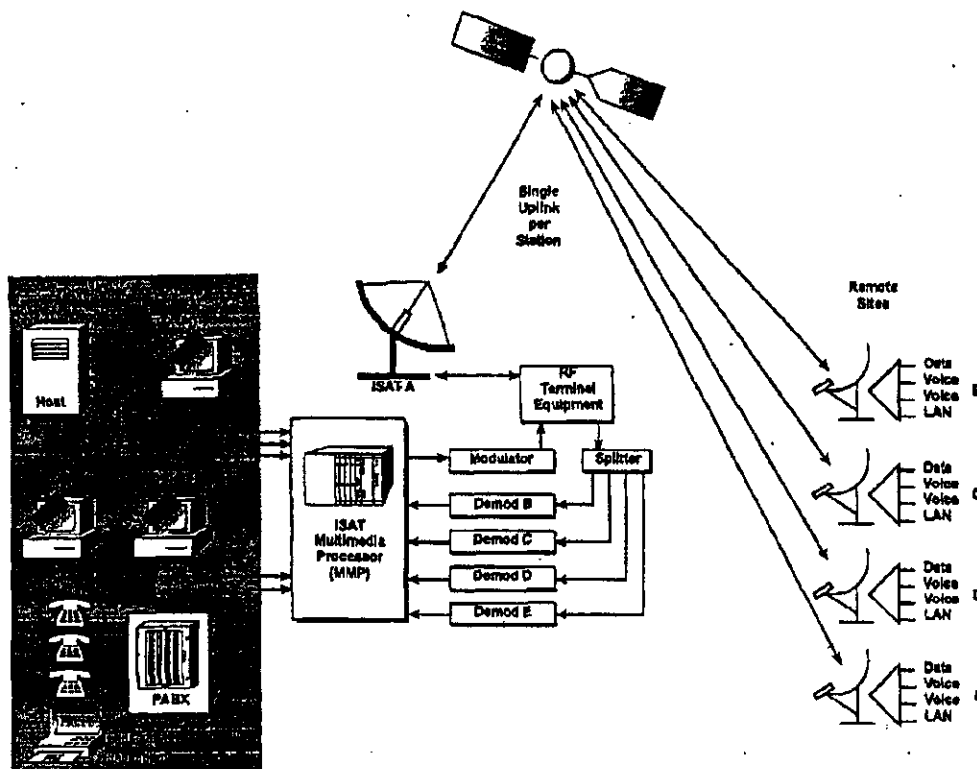 Single
Uplink
per
Station
Remote
Sites
Host
ISAT-A
RF
Terminal
Equipment
Data
Voice
Voice
LAN
Modulator
Splitter
ISAT
Multimedia
Processor
(MMP)
Demod B
Demod C
Demod D
Demod E
Data
Voice
Voice
LAN
Data
Voice
Voice
LAN
PABX
Data
Voice
Voice
LAN